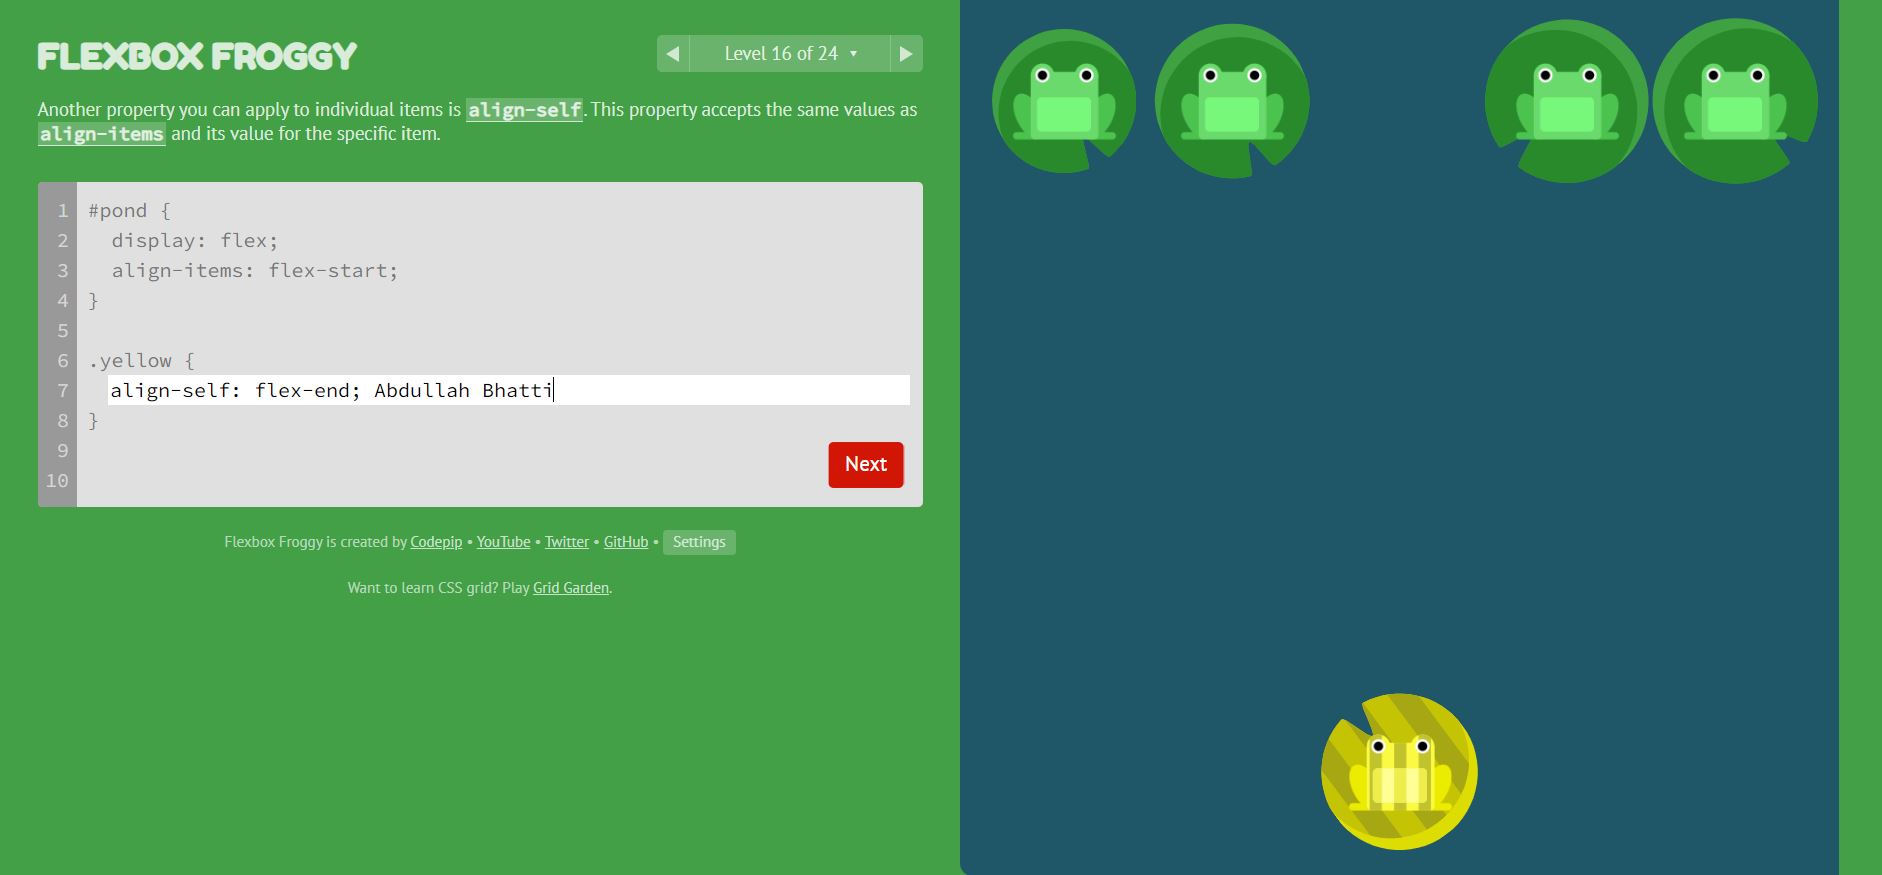 FLEXBOX FROGGY
◀ Level 16 of 24 ▾ ▶
Another property you can apply to individual items is align-self. This property accepts the same values as
align-items and its value for the specific item.
1 #pond {
2 display: flex;
3 align-items: flex-start;
4 }
5
6 .yellow {
7 align-self: flex-end; Abdullah Bhatti
8 }
9
Next
10
Flexbox Froggy is created by Codepip • YouTube • Twitter • GitHub • Settings
Want to learn CSS grid? Play Grid Garden.